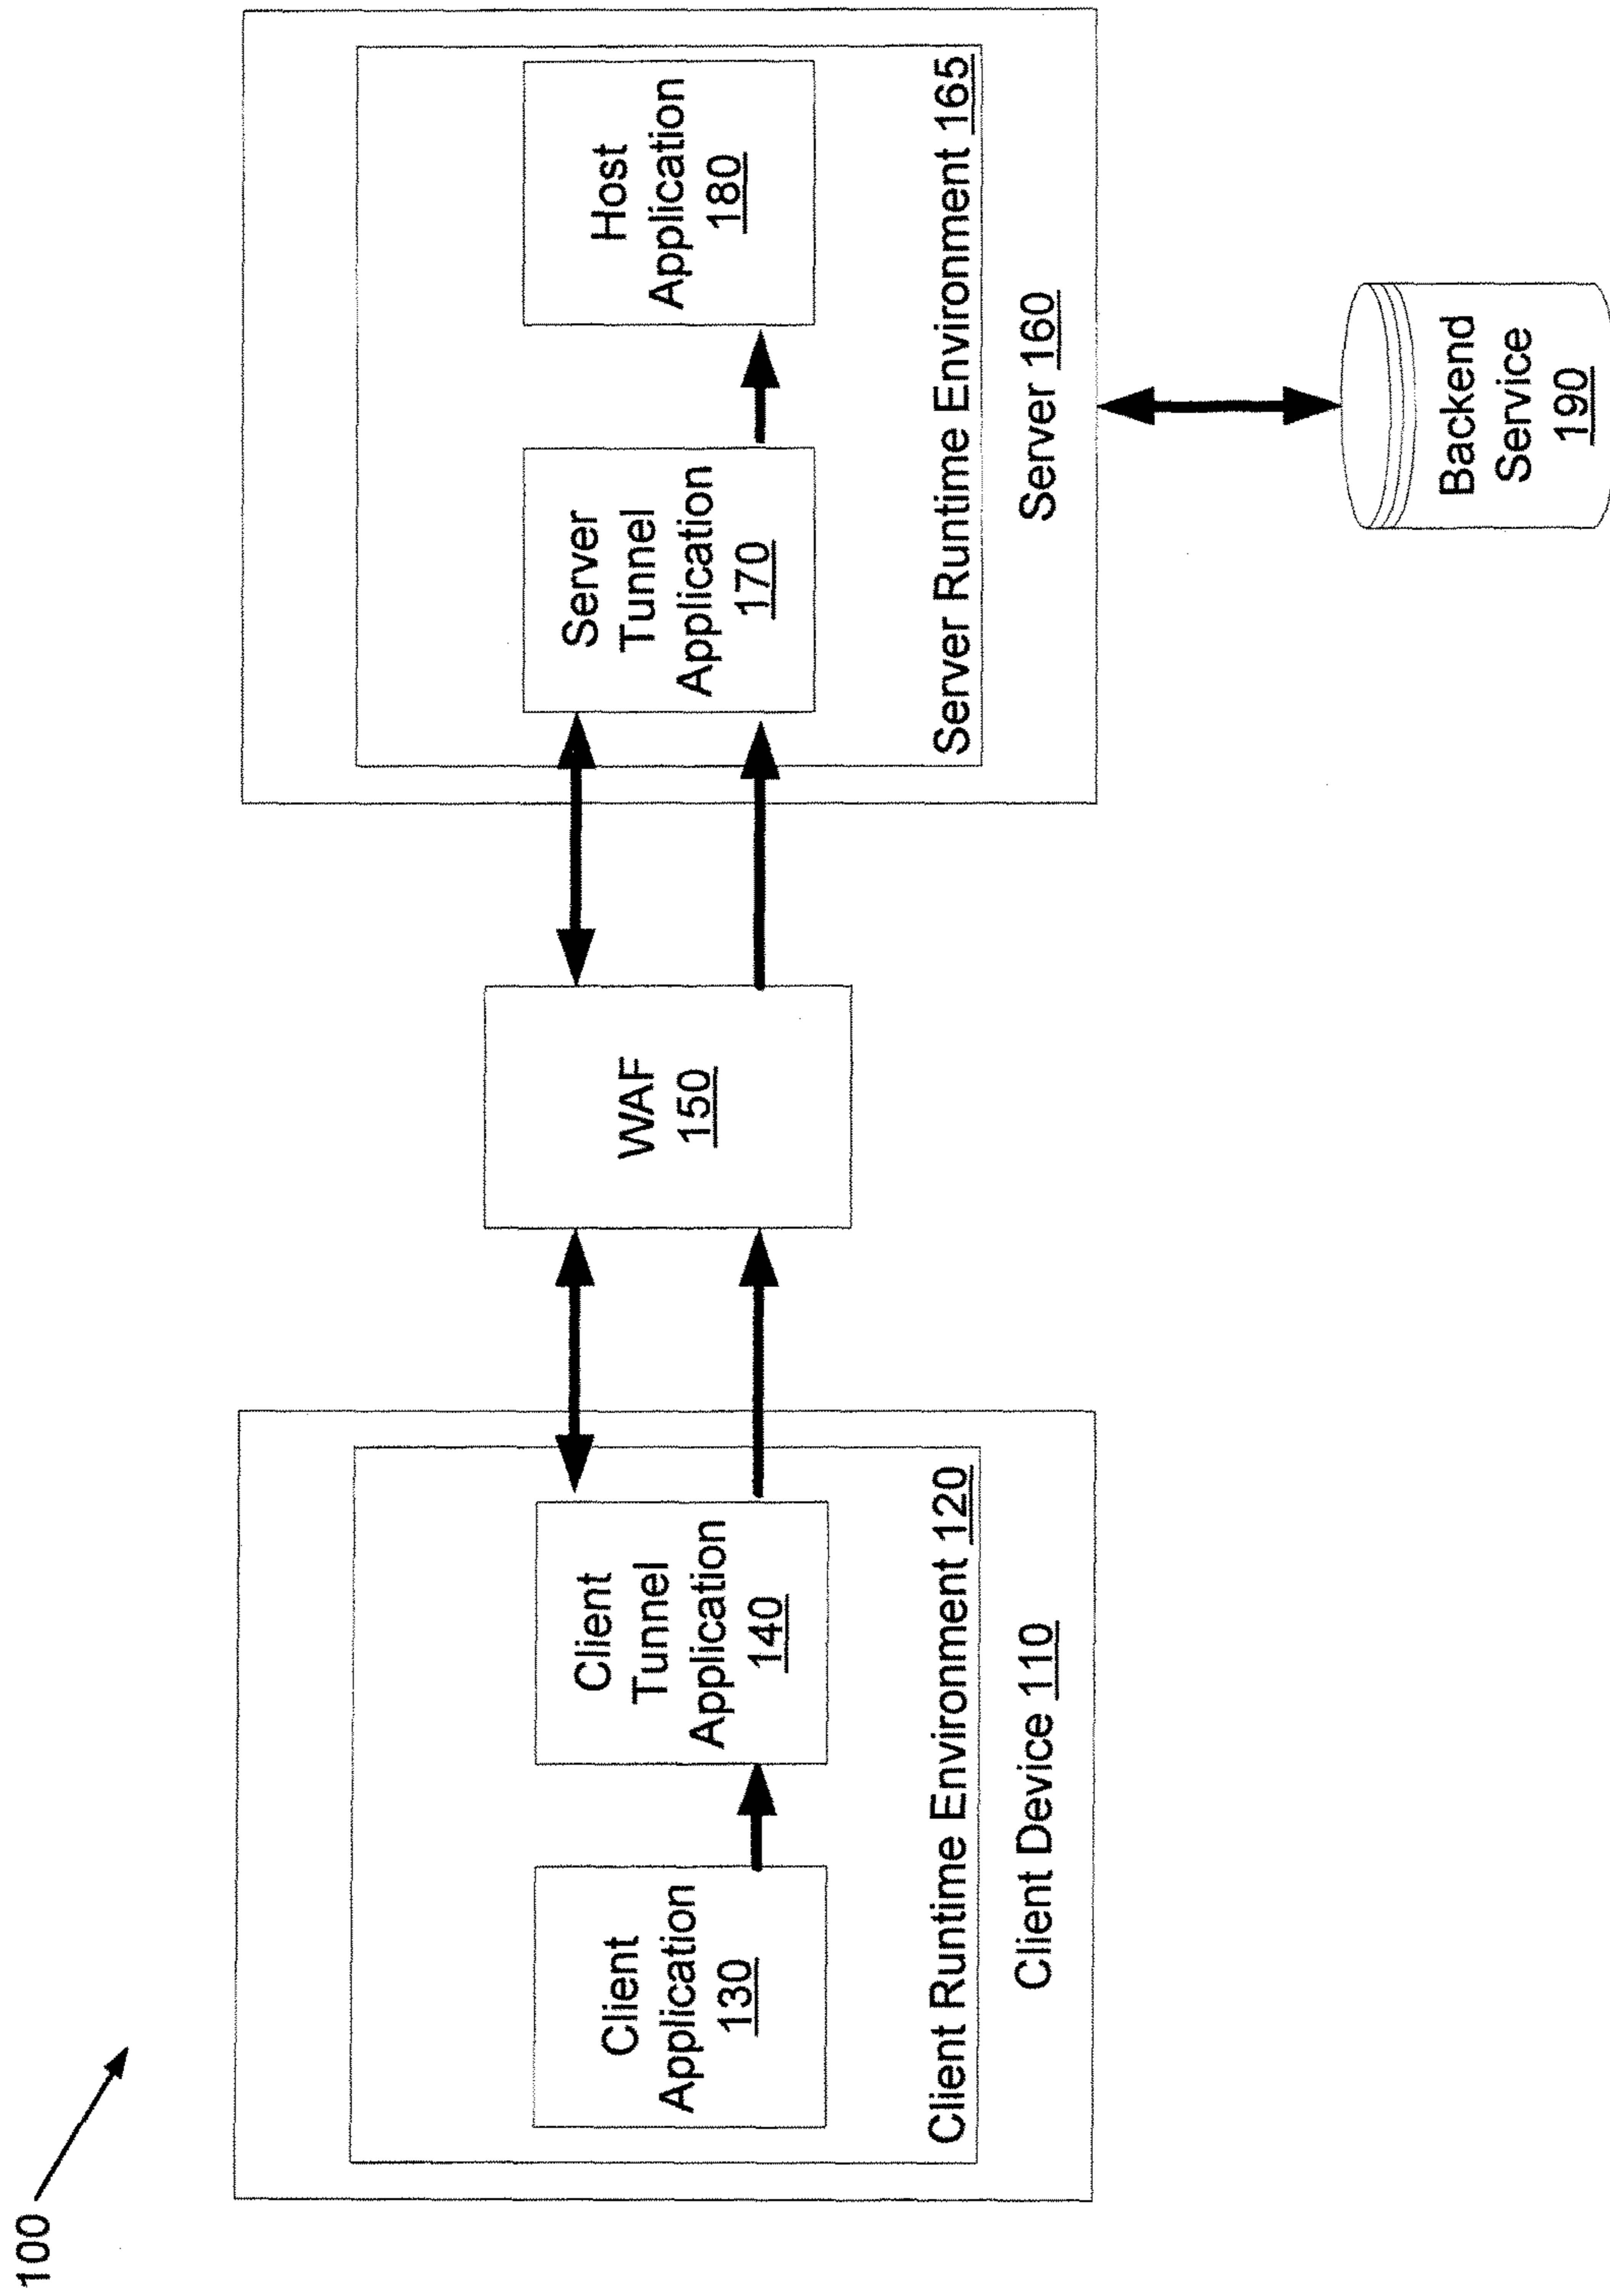 100
Client
Application
130
Client
Tunnel
Application
140
Client Runtime Environment 120
Client Device 110
WAF
150
Server
Tunnel
Application
170
Host
Application
180
Server Runtime Environment 165
Server 160
Backend
Service
190